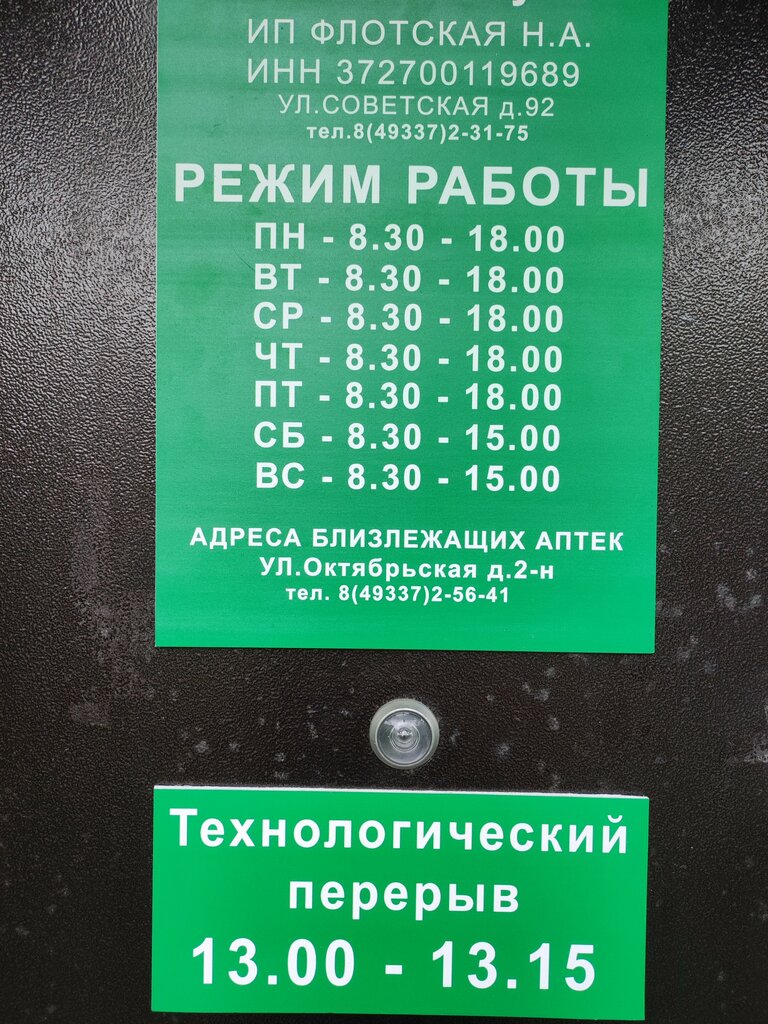 ИП ФЛОТСКАЯ Н.А.
ИНН 372700119689
УЛ.СОВЕТСКАЯ д.92
тел.8(49337)2-31-75
РЕЖИМ РАБОТЫ
ПН - 8.30 - 18.00
ВТ - 8.30 - 18.00
СР - 8.30 - 18.00
ЧТ - 8.30 - 18.00
ПТ - 8.30 - 18.00
СБ - 8.30 - 15.00
ВС - 8.30 - 15.00
АДРЕСА БЛИЗЛЕЖАЩИХ АПТЕК
УЛ.Октябрьская д.2-н
тел. 8(49337)2-56-41
Технологический
перерыв
13.00 - 13.15